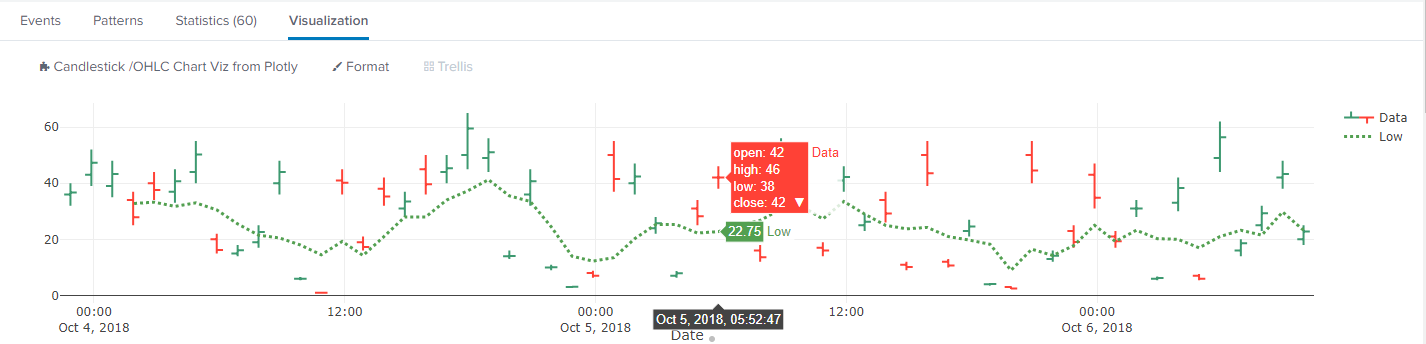 Events Patterns Statistics (60) Visualization
Candlestick /OHLC Chart Viz from Plotly Format Trellis
60
40
20
0
open: 42
high: 46
low: 38
close: 42 ▼
Data
22.75 Low
Data
Low
00:00 12:00 00:00 12:00 00:00
Oct 4, 2018 Oct 5, 2018 Oct 6, 2018
Oct 5, 2018, 05:52:47
Date